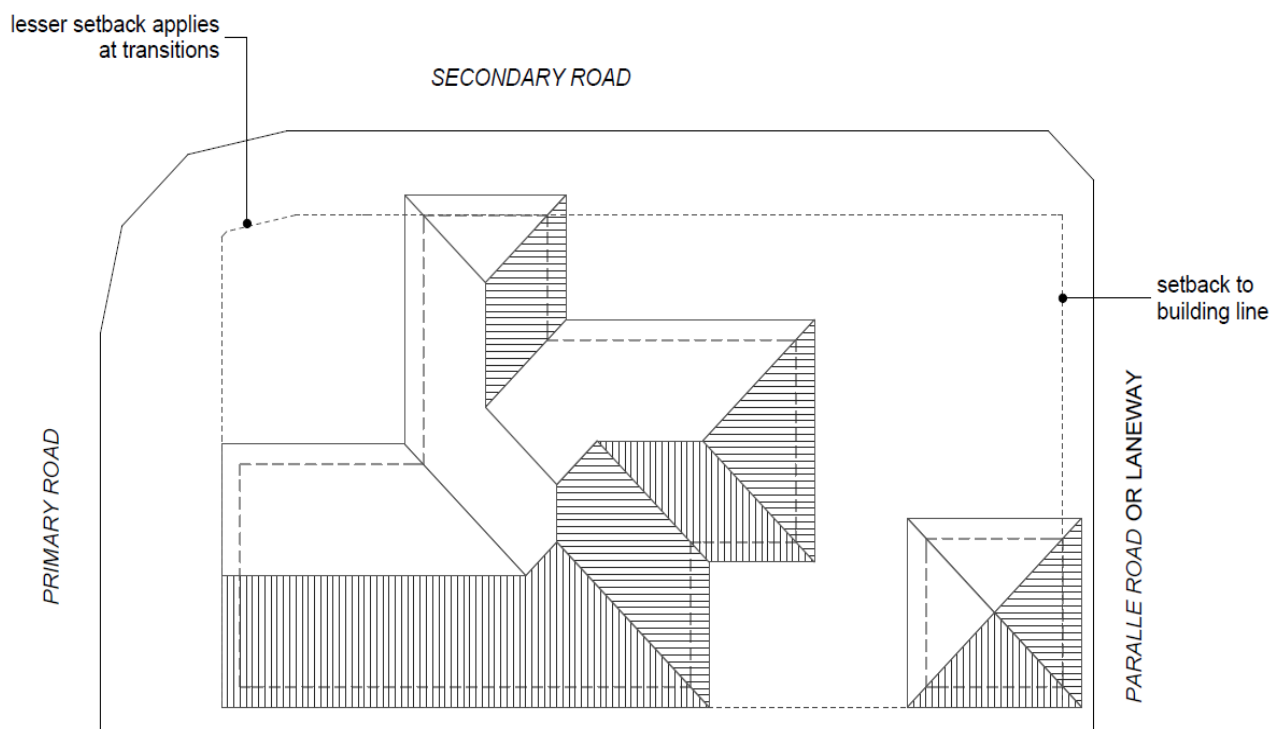 lesser setback applies
at transitions
SECONDARY ROAD
setback to
building line
PRIMARY ROAD
PARALLE ROAD OR LANEWAY